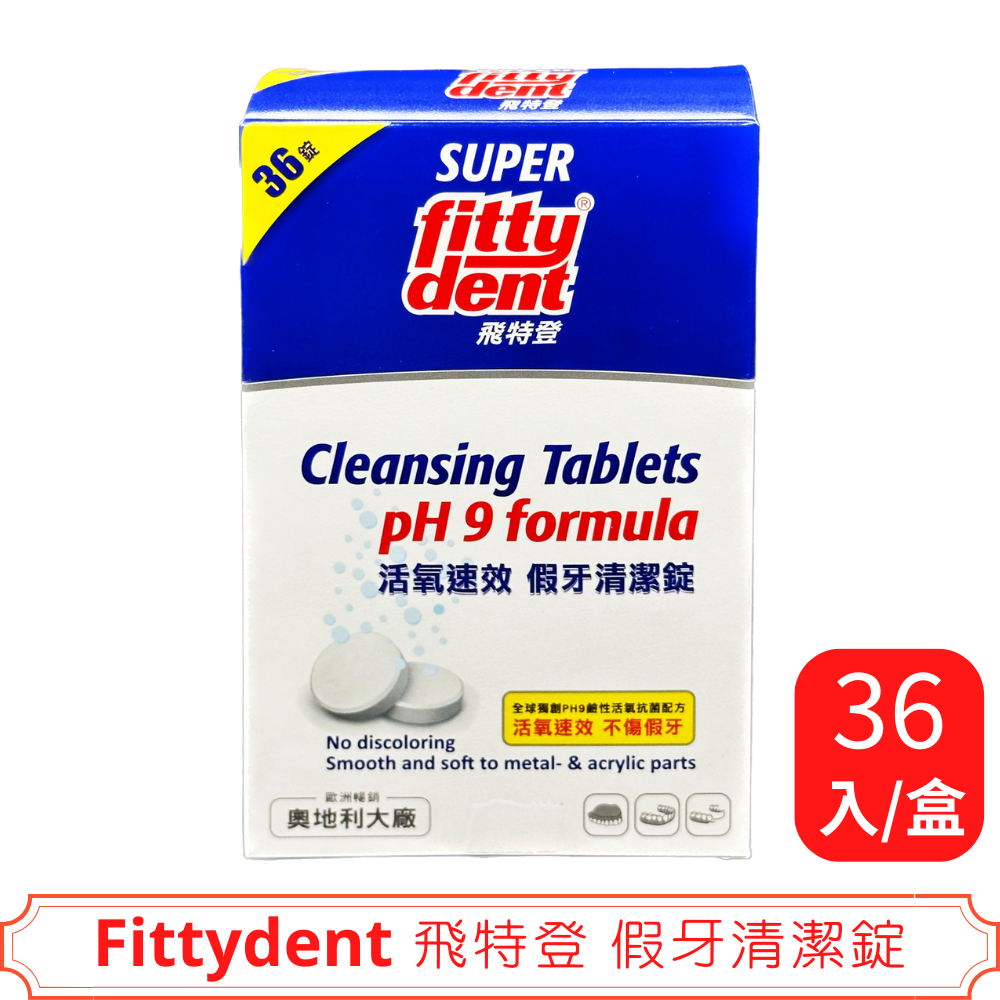 fitty
dent
飛特登
36錠
SUPER
fitty®
dent
飛特登
Cleansing Tablets
pH 9 formula
活氧速效 假牙清潔錠
全球獨創PH9鹼性活氧抗菌配方
活氧速效 不傷假牙
No discoloring
Smooth and soft to metal- & acrylic parts
歐洲暢銷
奧地利大廠
36
入/盒
Fittydent 飛特登 假牙清潔錠